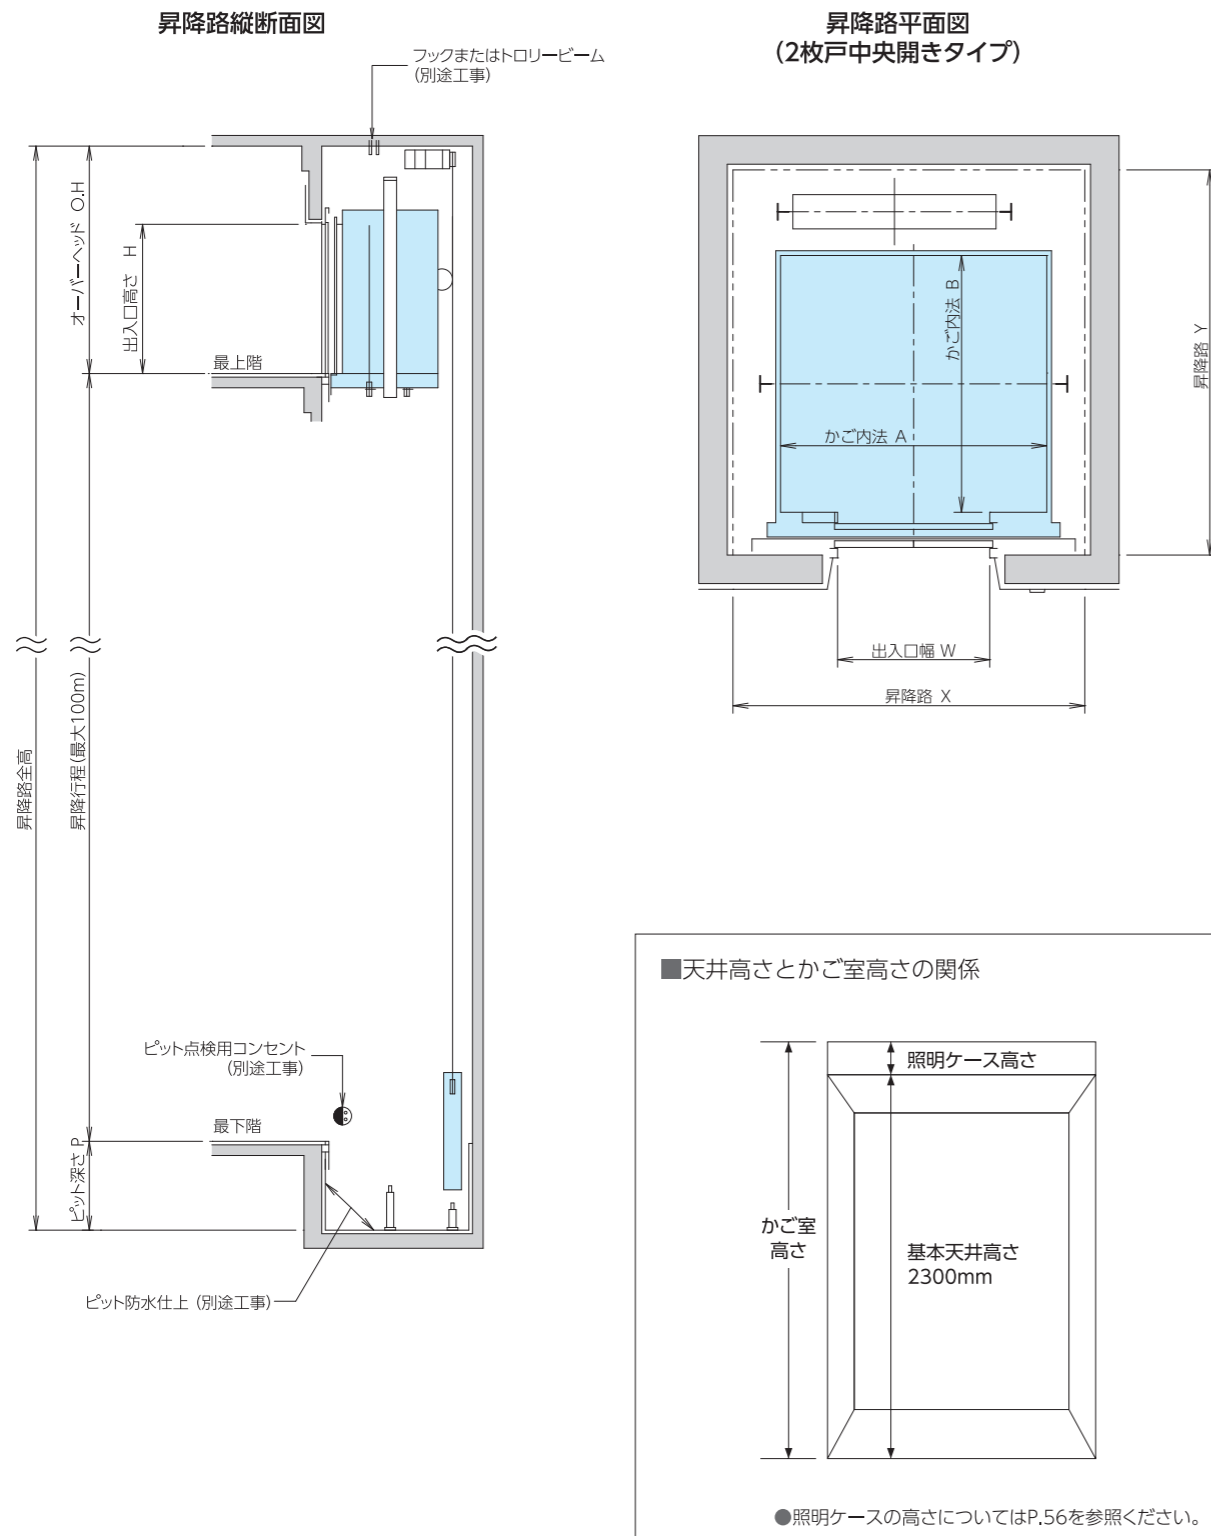 昇降路縦断面図
フックまたはトロリービーム
(別途工事)
オーバーヘッド O.H
出入口高さ H
最上階
昇降路全高
昇降行程(最大100m)
ピット点検用コンセント
(別途工事)
最下階
ピット深さ P
ピット防水仕上 (別途工事)
昇降路平面図
(2枚戸中央開きタイプ)
かご内法 B
かご内法 A
昇降路 Y
出入口幅 W
昇降路 X
■天井高さとかご室高さの関係
照明ケース高さ
かご室
高さ
基本天井高さ
2300mm
●照明ケースの高さについてはP.56を参照ください。